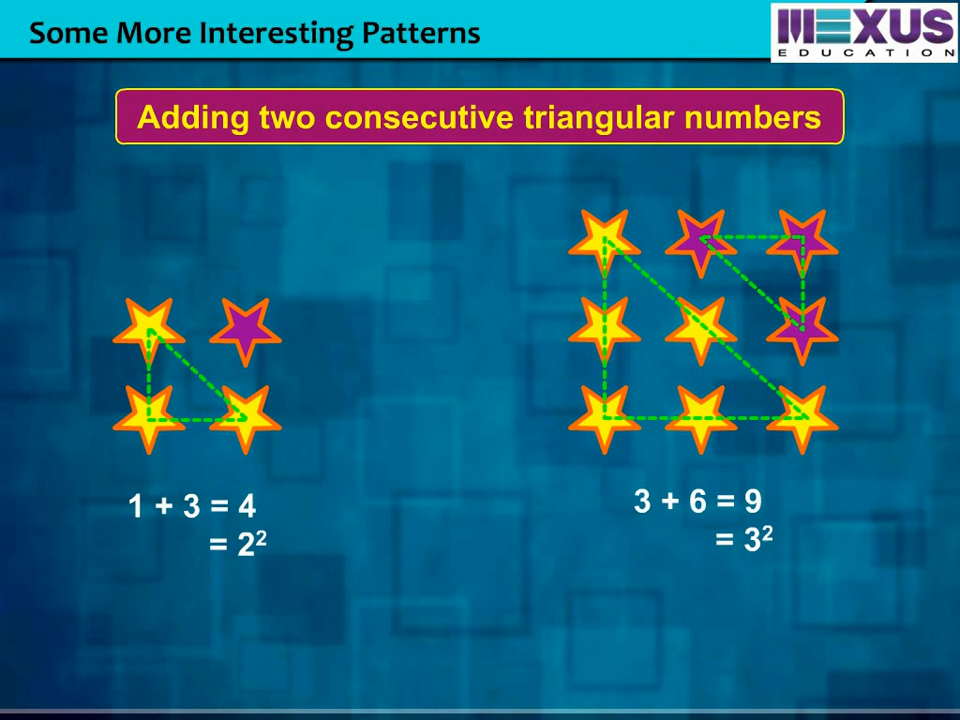 Some More Interesting Patterns
MEXUS
EDUCATION
Adding two consecutive triangular numbers
1 + 3 = 4
= 2²
3 + 6 = 9
= 3²